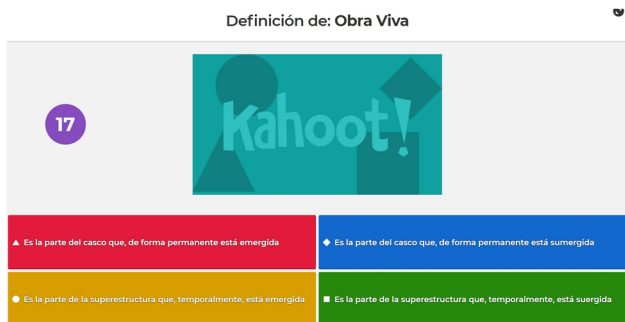 Definición de: Obra Viva
17
Kahoot!
Es la parte del casco que, de forma permanente está emergida
Es la parte del casco que, de forma permanente está sumergida
Es la parte de la superestructura que, temporalmente, está emergida
Es la parte de la superestructura que, temporalmente, está suergida